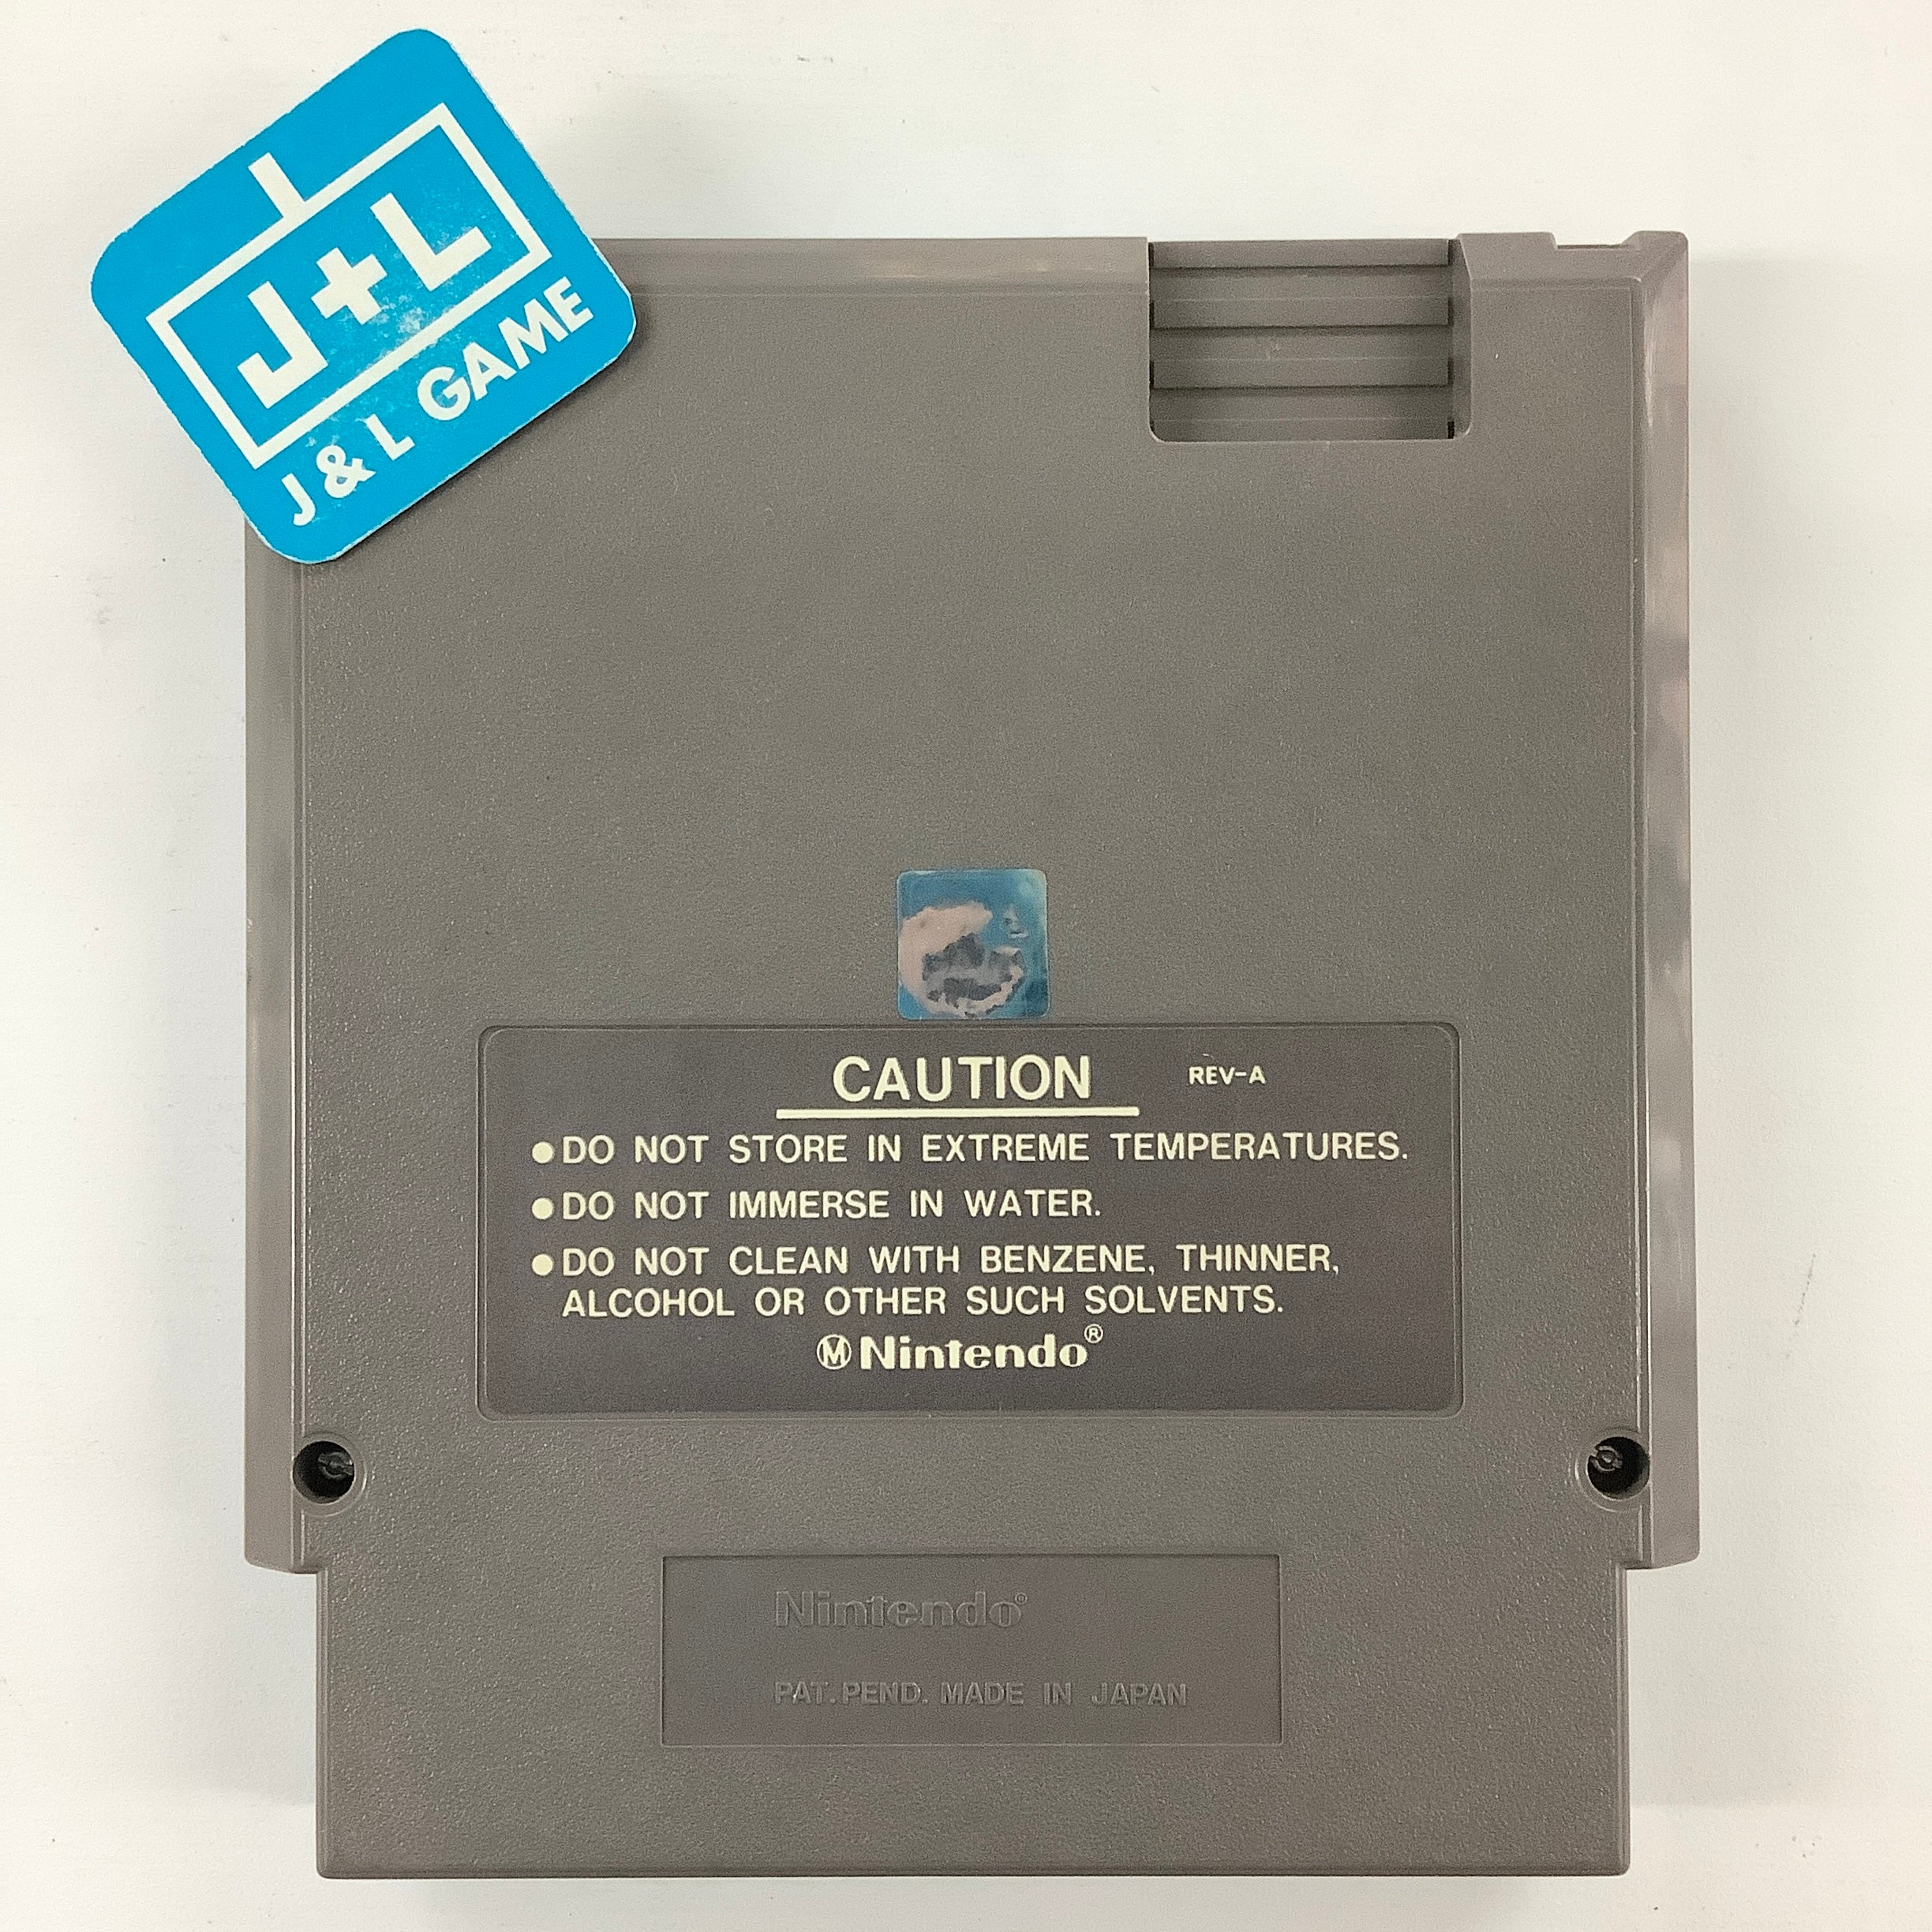 J+L
J & L GAME
CAUTION REV-A
●DO NOT STORE IN EXTREME TEMPERATURES.
●DO NOT IMMERSE IN WATER.
●DO NOT CLEAN WITH BENZENE, THINNER,
ALCOHOL OR OTHER SUCH SOLVENTS.
Ⓜ Nintendo®
Nintendo®
PAT. PEND. MADE IN JAPAN